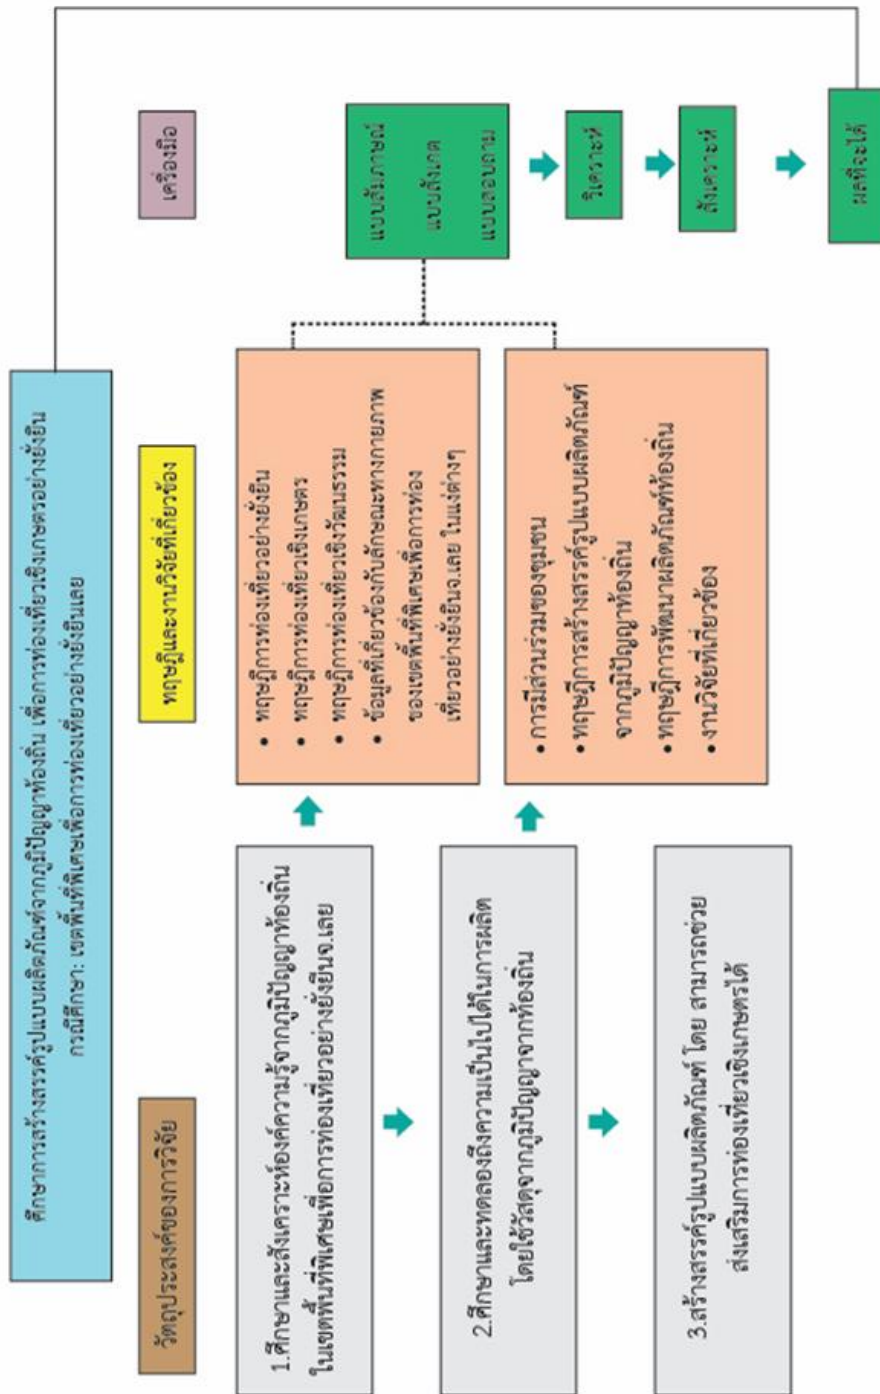 ศึกษาการสร้างสรรค์รูปแบบผลิตภัณฑ์จากภูมิปัญญาท้องถิ่น เพื่อการท่องเที่ยวเชิงเกษตรอย่างยั่งยืน
กรณีศึกษา: เขตพื้นที่พิเศษเพื่อการท่องเที่ยวอย่างยั่งยืนเลย
วัตถุประสงค์ของการวิจัย
ทฤษฎีและงานวิจัยที่เกี่ยวข้อง
เครื่องมือ
1.ศึกษาและสังเคราะห์องค์ความรู้จากภูมิปัญญาท้องถิ่น
ในเขตพื้นที่พิเศษเพื่อการท่องเที่ยวอย่างยั่งยืนจ.เลย
• ทฤษฎีการท่องเที่ยวอย่างยั่งยืน
• ทฤษฎีการท่องเที่ยวเชิงเกษตร
• ทฤษฎีการท่องเที่ยวเชิงวัฒนธรรม
• ข้อมูลที่เกี่ยวข้องกับลักษณะทางกายภาพ
ของเขตพื้นที่พิเศษเพื่อการท่อง
เที่ยวอย่างยั่งยืนจ.เลย ในแง่ต่างๆ
แบบสัมภาษณ์
แบบสังเกต
แบบสอบถาม
2.ศึกษาและทดลองถึงความเป็นไปได้ในการผลิต
โดยใช้วัสดุจากภูมิปัญญาจากท้องถิ่น
• การมีส่วนร่วมของชุมชน
• ทฤษฎีการสร้างสรรค์รูปแบบผลิตภัณฑ์
จากภูมิปัญญาท้องถิ่น
• ทฤษฎีการพัฒนาผลิตภัณฑ์ท้องถิ่น
• งานวิจัยที่เกี่ยวข้อง
วิเคราะห์
สังเคราะห์
3.สร้างสรรค์รูปแบบผลิตภัณฑ์ โดย สามารถช่วย
ส่งเสริมการท่องเที่ยวเชิงเกษตรได้
ผลที่จะได้